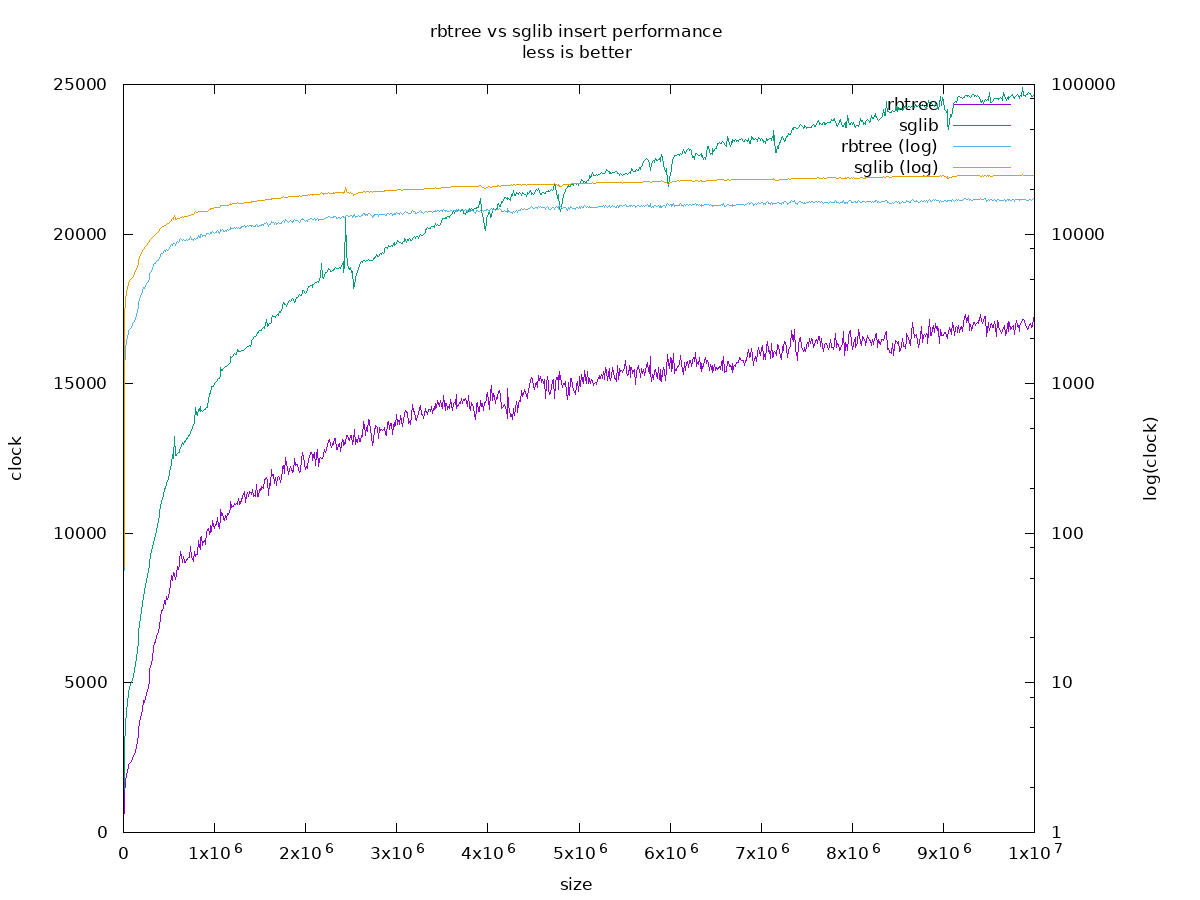 rbtree vs sglib insert performance
less is better
25000
20000
15000
10000
5000
0
clock
100000
10000
1000
100
10
1
log(clock)
rbtree
sglib
rbtree (log)
sglib (log)
0 1x10^6 2x10^6 3x10^6 4x10^6 5x10^6 6x10^6 7x10^6 8x10^6 9x10^6 1x10^7
size